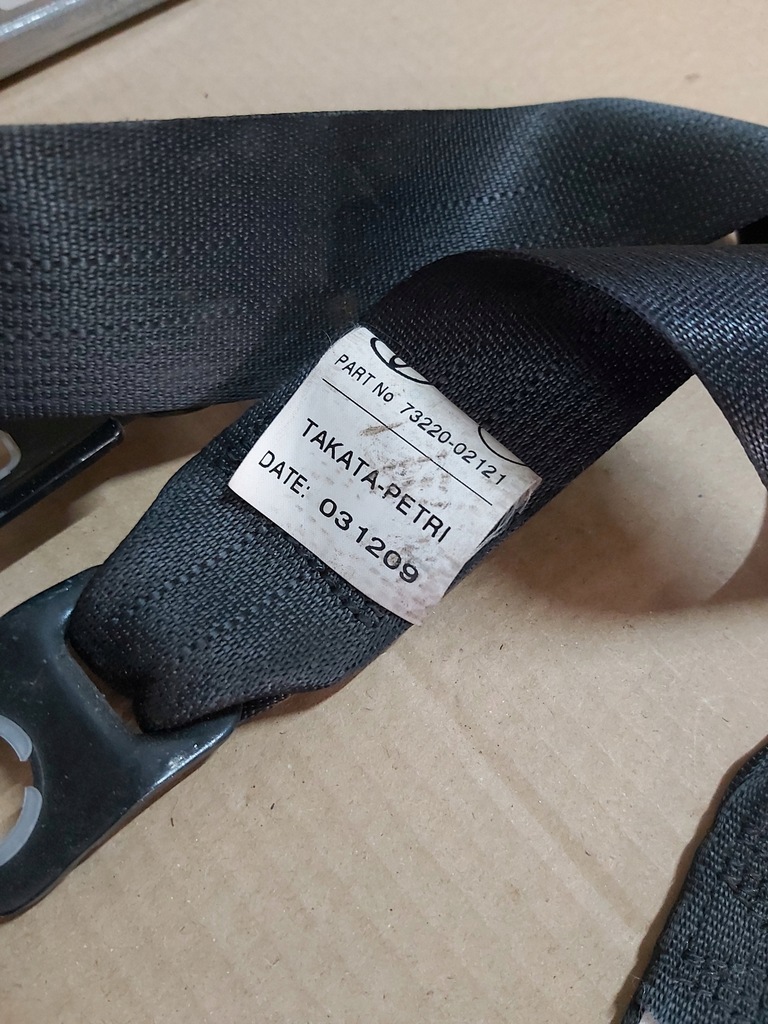 PART No 73220-02121
TAKATA-PETRI
DATE: 031209